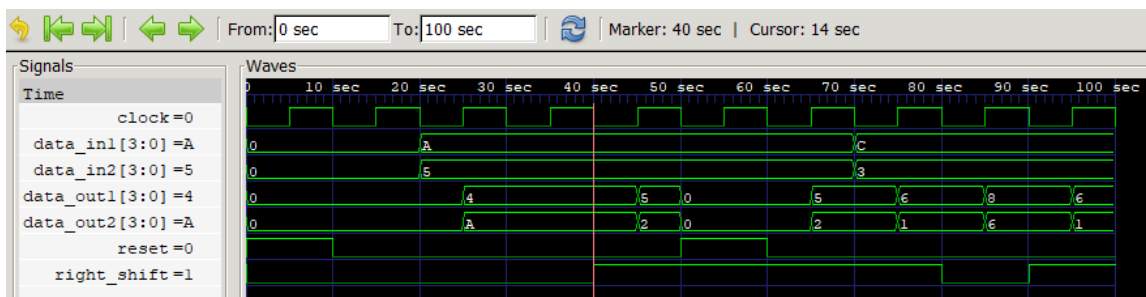 From: 0 sec To: 100 sec Marker: 40 sec | Cursor: 14 sec
Signals Waves
Time 0 10 sec 20 sec 30 sec 40 sec 50 sec 60 sec 70 sec 80 sec 90 sec 100 sec
clock=0
data_in1[3:0]=A 0 A C
data_in2[3:0]=5 0 5 3
data_out1[3:0]=4 0 4 5 0 5 6 8 6
data_out2[3:0]=A 0 A 2 0 2 1 6 1
reset=0
right_shift=1